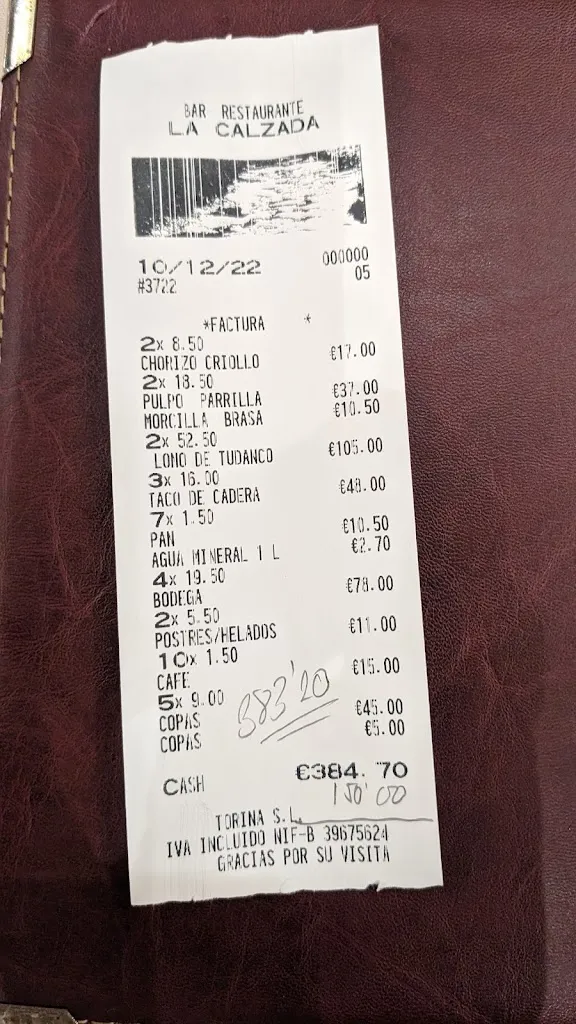 BAR RESTAURANTE
LA CALZADA
10/12/22 000000
#3722 05
*FACTURA *
2x 8.50
CHORIZO CRIOLLO €17.00
2x 18.50
PULPO PARRILLA €37.00
MORCILLA BRASA €10.50
2x 52.50
LOMO DE TUDANCO €105.00
3x 16.00
TACO DE CADERA €48.00
7x 1.50
PAN €10.50
AGUA MINERAL 1 L €2.70
4x 19.50
BODEGA €78.00
2x 5.50
POSTRES/HELADOS €11.00
10x 1.50
CAFE €15.00
5x 9.00
COPAS €45.00
COPAS €5.00
383'20
CASH €384.70
150'00
TORINA S.L.
IVA INCLUIDO NIF-B 39675624
GRACIAS POR SU VISITA